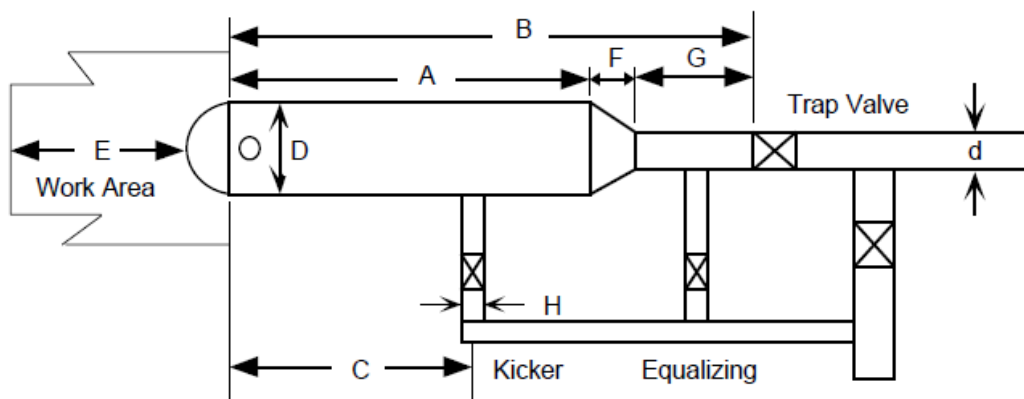 B
F
A
G
Trap Valve
E
D
d
Work Area
H
C
Kicker
Equalizing